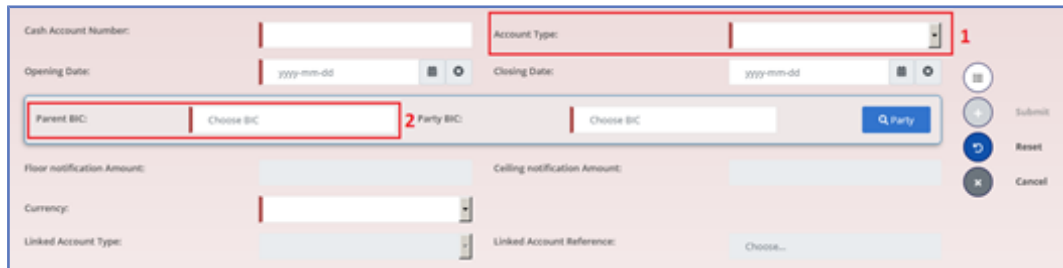 Cash Account Number: Account Type: 1
Opening Date: yyyy-mm-dd Closing Date: yyyy-mm-dd
Parent BIC: Choose BIC 2 Party BIC: Choose BIC Party
Submit
Reset
Floor notification Amount: Ceiling notification Amount:
Cancel
Currency:
Linked Account Type: Linked Account Reference: Choose...